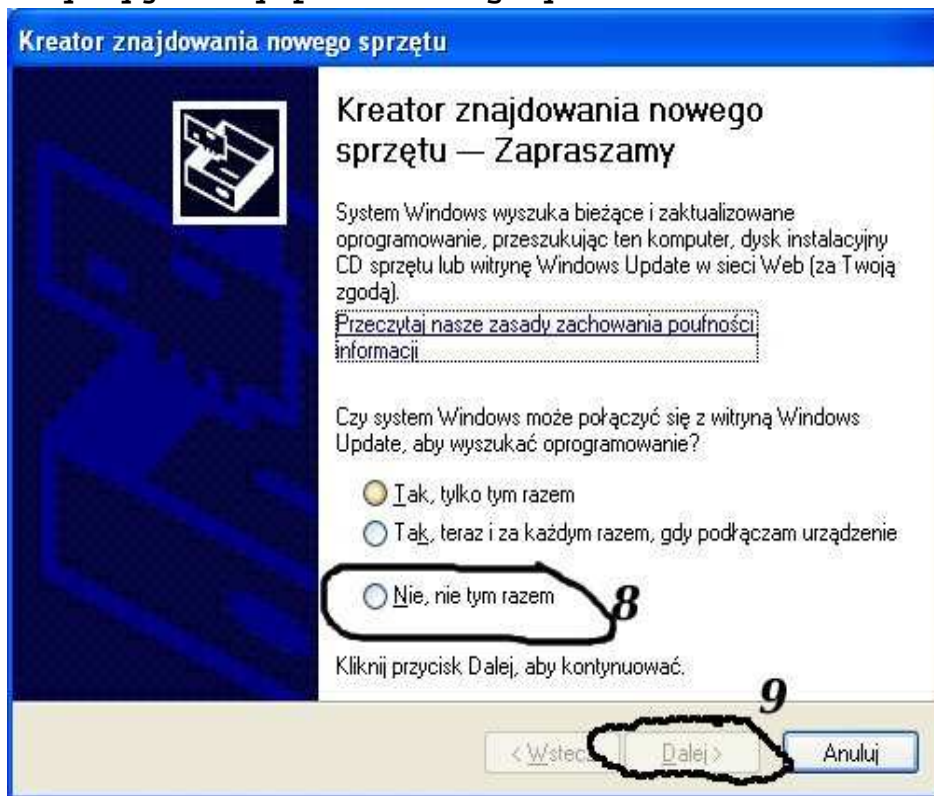 Kreator znajdowania nowego sprzętu
Kreator znajdowania nowego
sprzętu — Zapraszamy
System Windows wyszuka bieżące i zaktualizowane
oprogramowanie, przeszukując ten komputer, dysk instalacyjny
CD sprzętu lub witrynę Windows Update w sieci Web (za Twoją
zgodą).
Przeczytaj nasze zasady zachowania poufności
informacji
Czy system Windows może połączyć się z witryną Windows
Update, aby wyszukać oprogramowanie?
Tak, tylko tym razem
Tak, teraz i za każdym razem, gdy podłączam urządzenie
Nie, nie tym razem
8
Kliknij przycisk Dalej, aby kontynuować.
9
< Wstecz Dalej > Anuluj